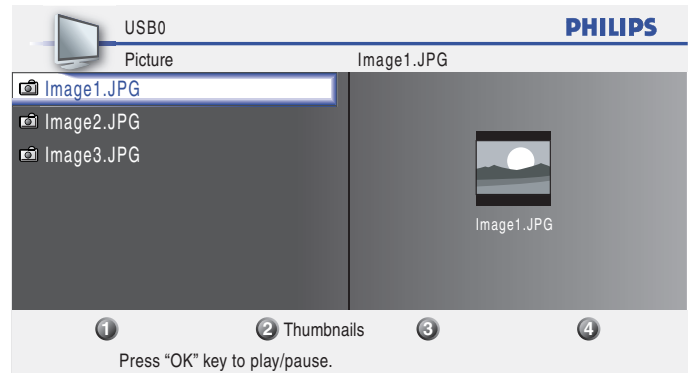 USB0
PHILIPS
Picture
Image1.JPG
Image1.JPG
Image2.JPG
Image3.JPG
Image1.JPG
1
2 Thumbnails
3
4
Press “OK” key to play/pause.